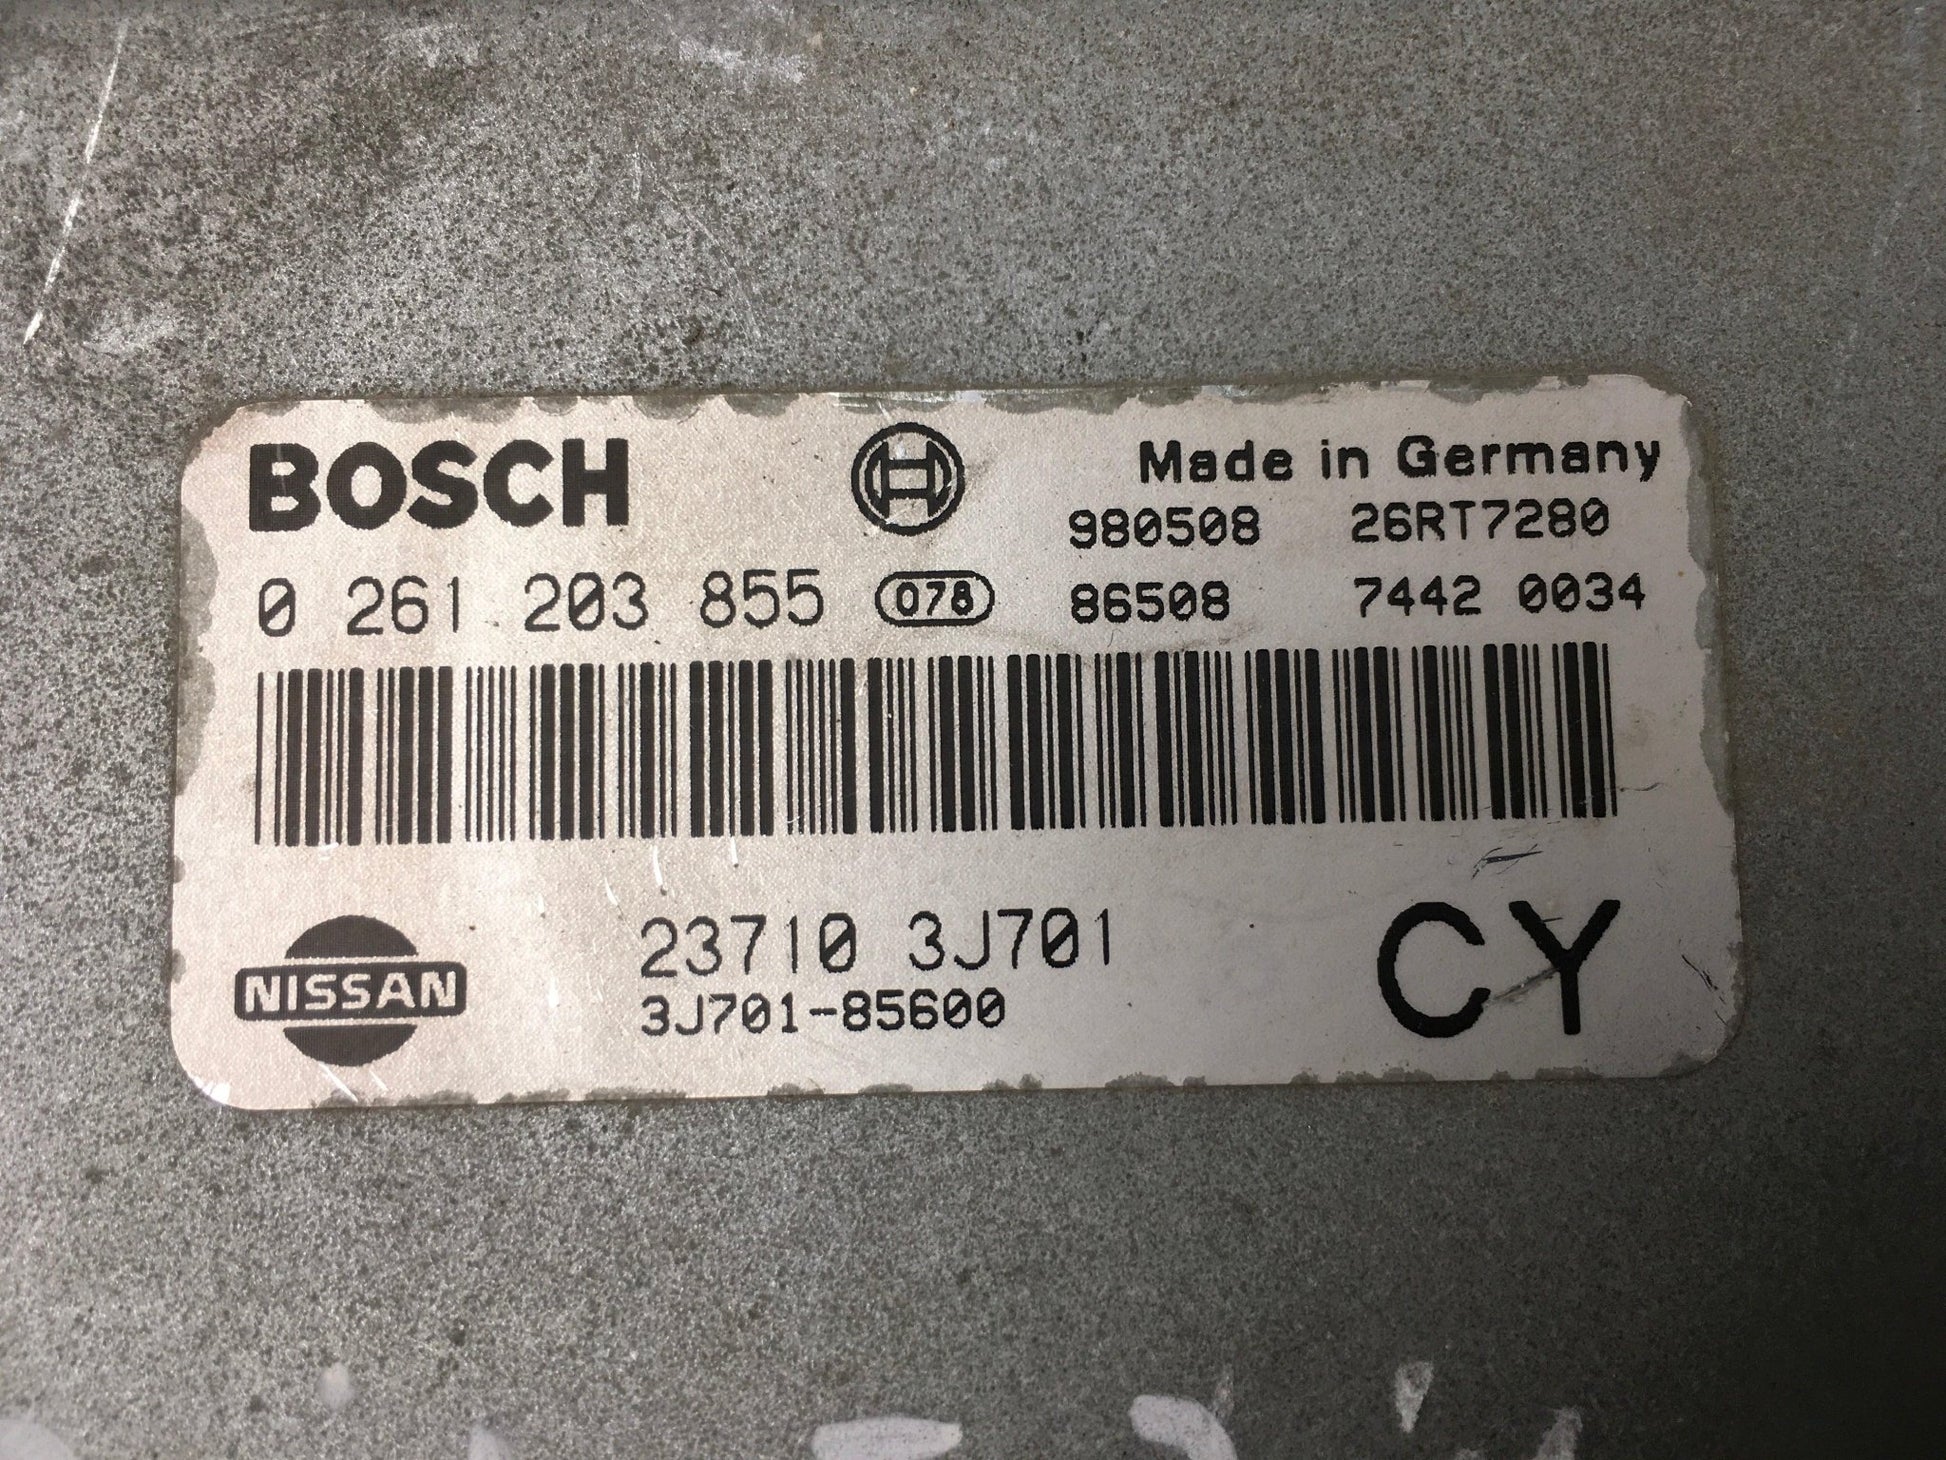 BOSCH Made in Germany
980508 26RT7280
0 261 203 855 078 86508 7442 0034
NISSAN
23710 3J701
3J701-85600
CY